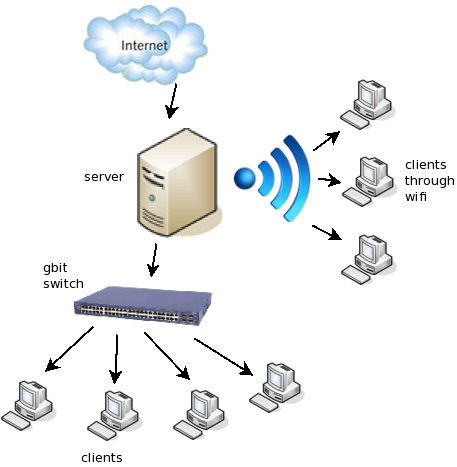 Internet
server
clients
through
wifi
gbit
switch
clients